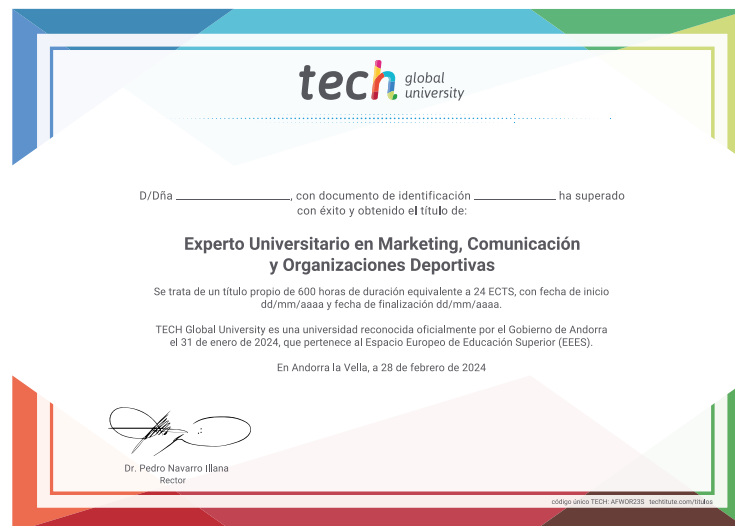 tech global university
D/Dña ______________, con documento de identificación __________ ha superado
con éxito y obtenido el título de:
Experto Universitario en Marketing, Comunicación
y Organizaciones Deportivas
Se trata de un título propio de 600 horas de duración equivalente a 24 ECTS, con fecha de inicio
dd/mm/aaaa y fecha de finalización dd/mm/aaaa.
TECH Global University es una universidad reconocida oficialmente por el Gobierno de Andorra
el 31 de enero de 2024, que pertenece al Espacio Europeo de Educación Superior (EEES).
En Andorra la Vella, a 28 de febrero de 2024
Dr. Pedro Navarro Illana
Rector
código único TECH: AFWOR23S techtitute.com/titulos